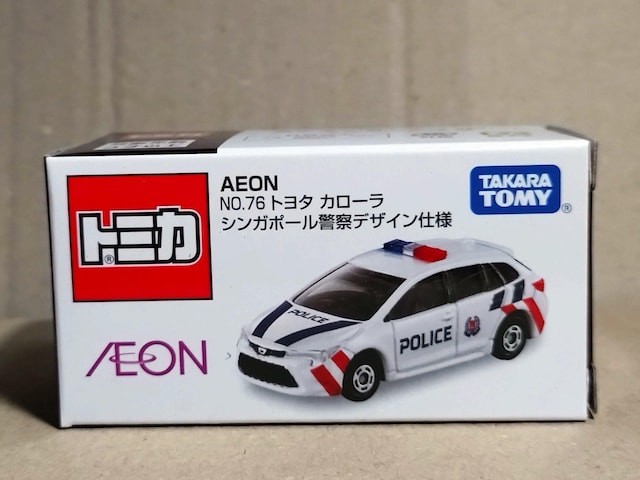 AEON
NO.76 トヨタ カローラ
シンガポール警察デザイン仕様
TAKARA
TOMY
®
トミカ
®
POLICE
POLICE
ÆON